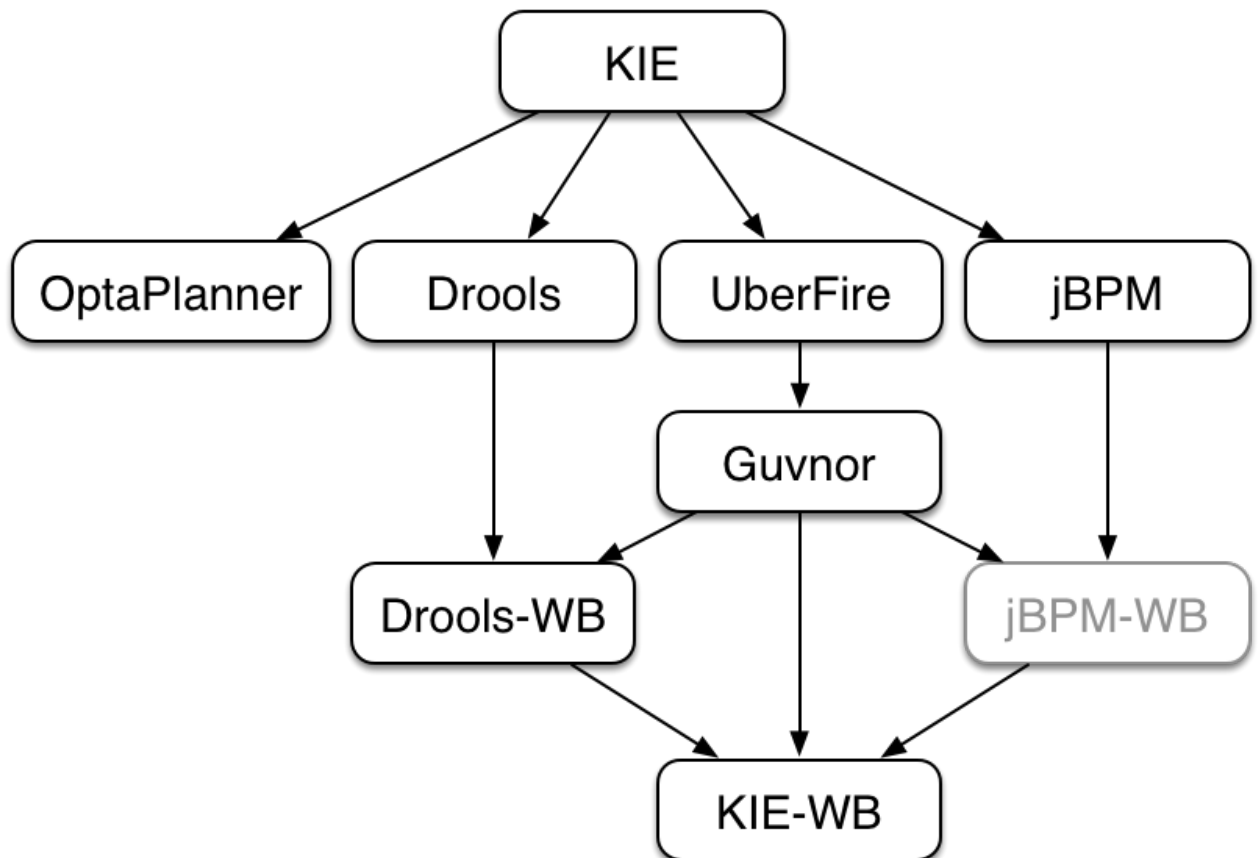 KIE
OptaPlanner
Drools
UberFire
jBPM
Guvnor
Drools-WB
jBPM-WB
KIE-WB